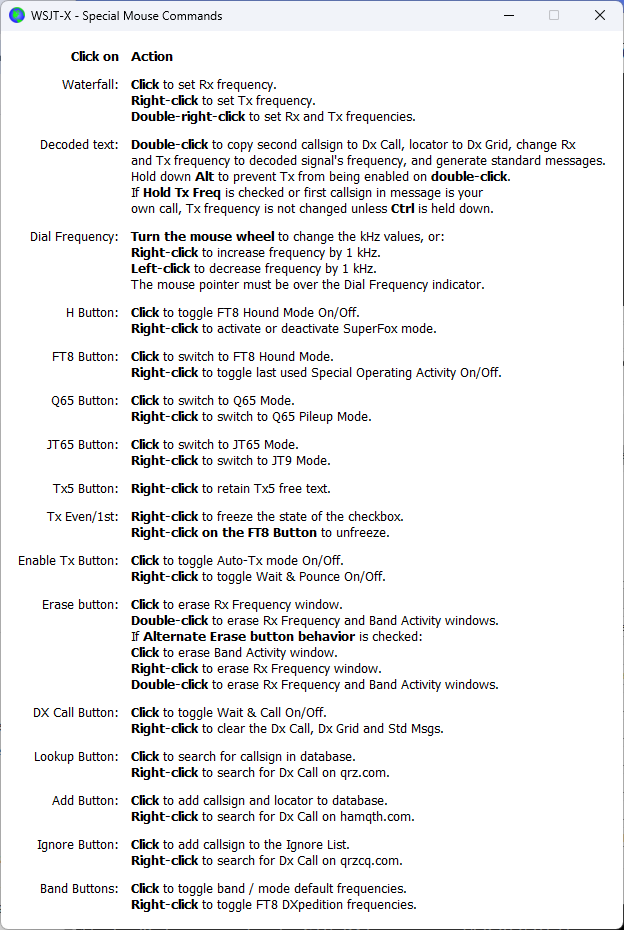 WSJT-X - Special Mouse Commands
Click on Action
Waterfall: Click to set Rx frequency.
Right-click to set Tx frequency.
Double-right-click to set Rx and Tx frequencies.
Decoded text: Double-click to copy second callsign to Dx Call, locator to Dx Grid, change Rx
and Tx frequency to decoded signal's frequency, and generate standard messages.
Hold down Alt to prevent Tx from being enabled on double-click.
If Hold Tx Freq is checked or first callsign in message is your
own call, Tx frequency is not changed unless Ctrl is held down.
Dial Frequency: Turn the mouse wheel to change the kHz values, or:
Right-click to increase frequency by 1 kHz.
Left-click to decrease frequency by 1 kHz.
The mouse pointer must be over the Dial Frequency indicator.
H Button: Click to toggle FT8 Hound Mode On/Off.
Right-click to activate or deactivate SuperFox mode.
FT8 Button: Click to switch to FT8 Hound Mode.
Right-click to toggle last used Special Operating Activity On/Off.
Q65 Button: Click to switch to Q65 Mode.
Right-click to switch to Q65 Pileup Mode.
JT65 Button: Click to switch to JT65 Mode.
Right-click to switch to JT9 Mode.
Tx5 Button: Right-click to retain Tx5 free text.
Tx Even/1st: Right-click to freeze the state of the checkbox.
Right-click on the FT8 Button to unfreeze.
Enable Tx Button: Click to toggle Auto-Tx mode On/Off.
Right-click to toggle Wait & Pounce On/Off.
Erase button: Click to erase Rx Frequency window.
Double-click to erase Rx Frequency and Band Activity windows.
If Alternate Erase button behavior is checked:
Click to erase Band Activity window.
Right-click to erase Rx Frequency window.
Double-click to erase Rx Frequency and Band Activity windows.
DX Call Button: Click to toggle Wait & Call On/Off.
Right-click to clear the Dx Call, Dx Grid and Std Msgs.
Lookup Button: Click to search for callsign in database.
Right-click to search for Dx Call on qrz.com.
Add Button: Click to add callsign and locator to database.
Right-click to search for Dx Call on hamqth.com.
Ignore Button: Click to add callsign to the Ignore List.
Right-click to search for Dx Call on qrzcq.com.
Band Buttons: Click to toggle band / mode default frequencies.
Right-click to toggle FT8 DXpedition frequencies.